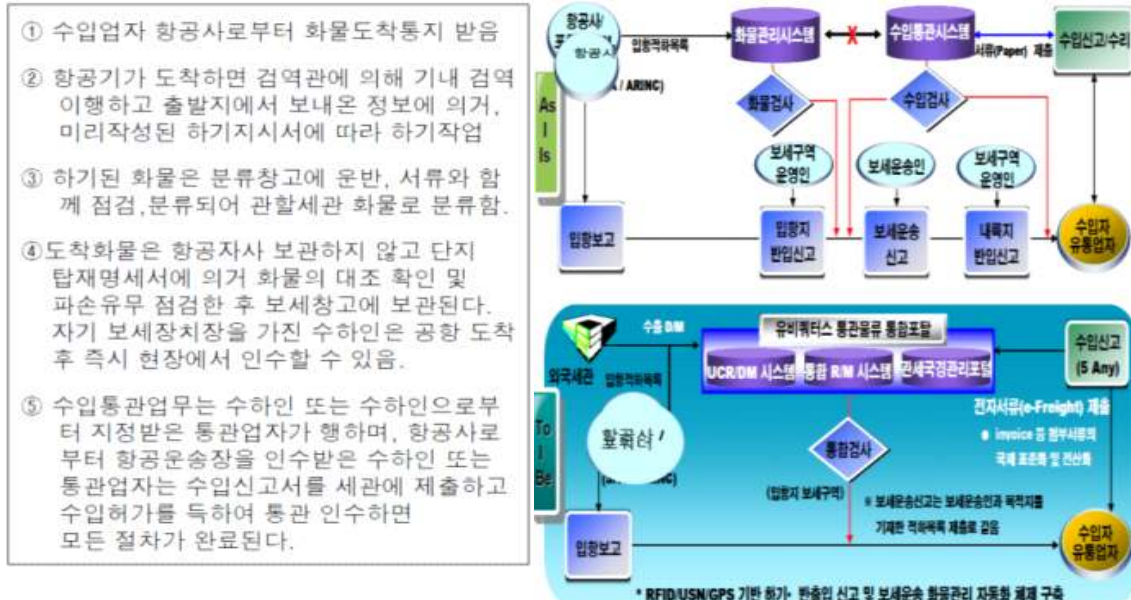 ① 수입업자 항공사로부터 화물도착통지 받음
② 항공기가 도착하면 검역관에 의해 기내 검역
이행하고 출발지에서 보내온 정보에 의거,
미리작성된 하기지시서에 따라 하기작업
③ 하기된 화물은 분류창고에 운반, 서류와 함
께 점검,분류되어 관할세관 화물로 분류함.
④도착화물은 항공자사 보관하지 않고 단지
탑재명세서에 의거 화물의 대조 확인 및
파손유무 점검한 후 보세창고에 보관된다.
자기 보세장치장을 가진 수하인은 공항 도착
후 즉시 현장에서 인수할 수 있음.
⑤ 수입통관업무는 수하인 또는 수하인으로부
터 지정받은 통관업자가 행하며, 항공사로
부터 항공운송장을 인수받은 수하인 또는
통관업자는 수입신고서를 세관에 제출하고
수입허가를 득하여 통관 인수하면
모든 절차가 완료된다.
As
I
Is
항공사/
항공사
/ ARINC)
입항적하목록
화물관리시스템
수입통관시스템
서류(Paper) 제출
수입신고/수리
화물검사
수입검사
보세구역
운영인
보세운송인
보세구역
운영인
입항보고
입항지
반입신고
보세운송
신고
내륙지
반입신고
수입자
유통업자
To
I
Be
외국세관
수출 D/M
입항적하목록
유비쿼터스 통관물류 통합포탈
UCR/DM 시스템
통합 R/M 시스템
관세국경관리포탈
수입신고
(5 Any)
전자서류(e-Freight) 제출
● invoice 등 첨부서류의
국제 표준화 및 전산화
통합검사
(입항지 보세구역)
※ 보세운송신고는 보세운송인과 목적지를
기재한 적하목록 제출로 갈음
입항보고
수입자
유통업자
* RFID/USN/GPS 기반 하기· 반출입 신고 및 보세운송 화물관리 자동화 체제 구축